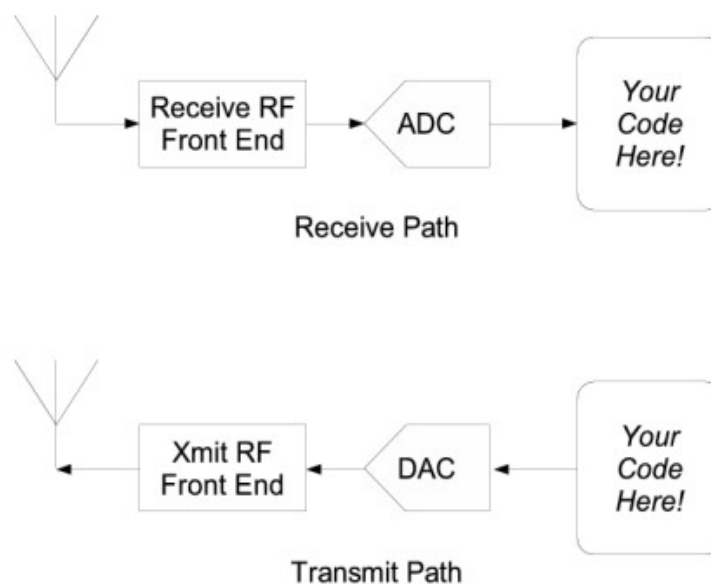 Receive RF
Front End
ADC
Your
Code
Here!
Receive Path
Xmit RF
Front End
DAC
Your
Code
Here!
Transmit Path